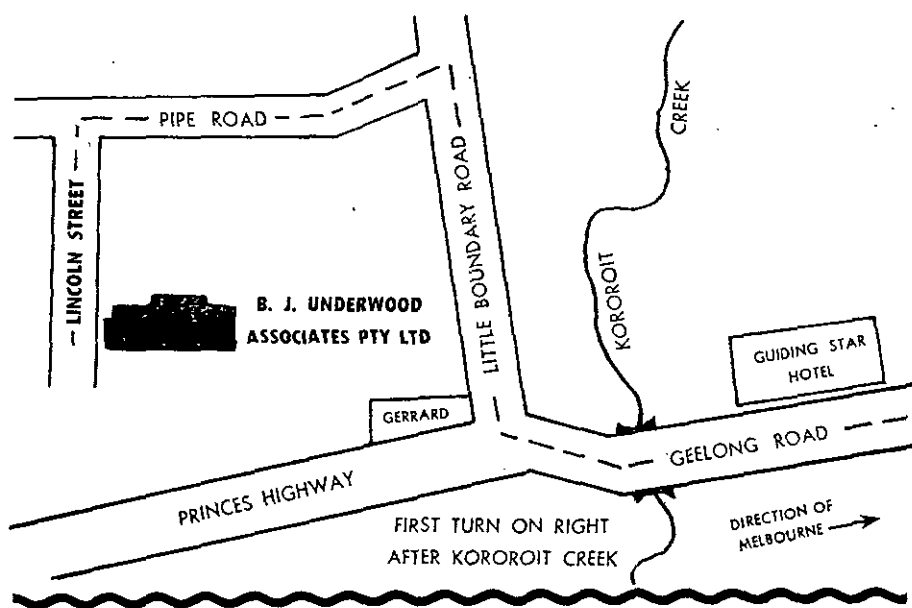 PIPE ROAD
LINCOLN STREET
B. J. UNDERWOOD
ASSOCIATES PTY LTD
LITTLE BOUNDARY ROAD
CREEK
KOROROIT
GUIDING STAR
HOTEL
GERRARD
GEELONG ROAD
PRINCES HIGHWAY
FIRST TURN ON RIGHT
AFTER KOROROIT CREEK
DIRECTION OF
MELBOURNE